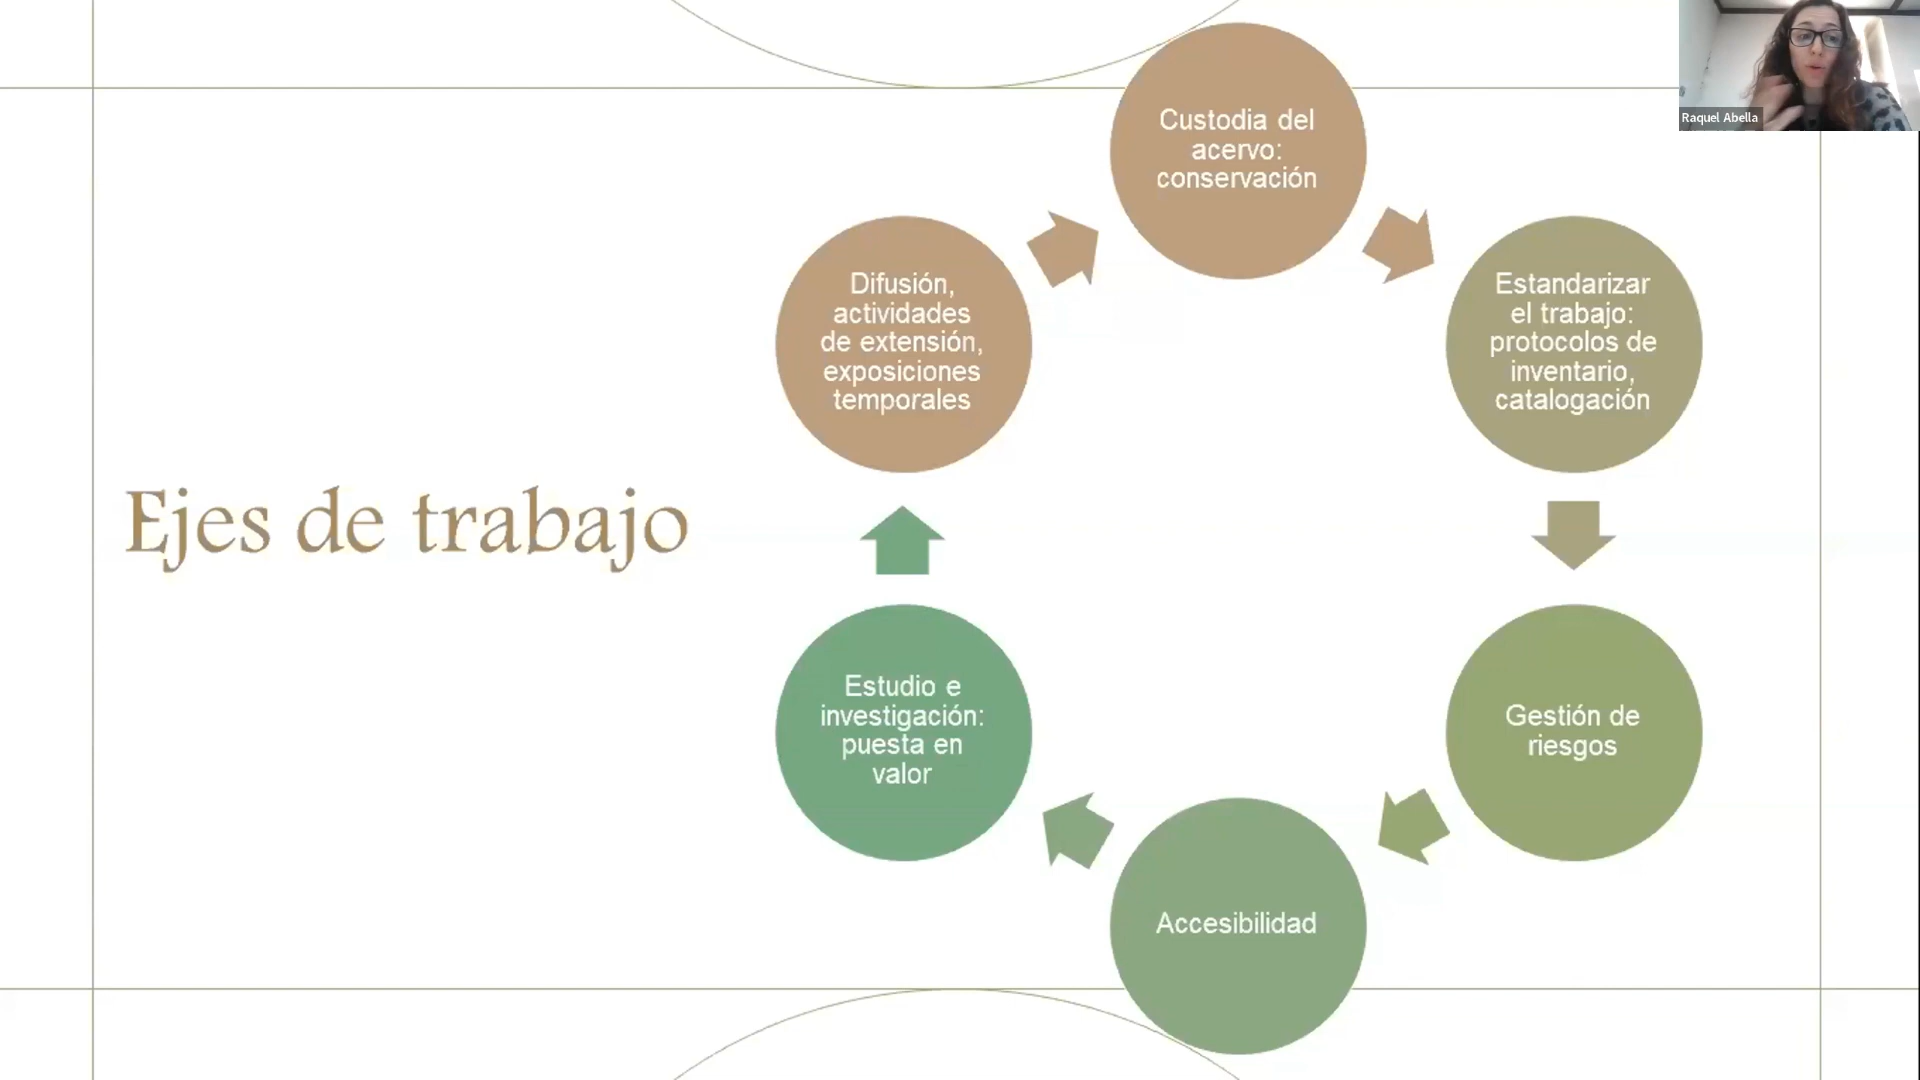 Raquel Abella
Ejes de trabajo
Custodia del
acervo:
conservación
Estandarizar
el trabajo:
protocolos de
inventario,
catalogación
Gestión de
riesgos
Accesibilidad
Estudio e
investigación:
puesta en
valor
Difusión,
actividades
de extensión,
exposiciones
temporales